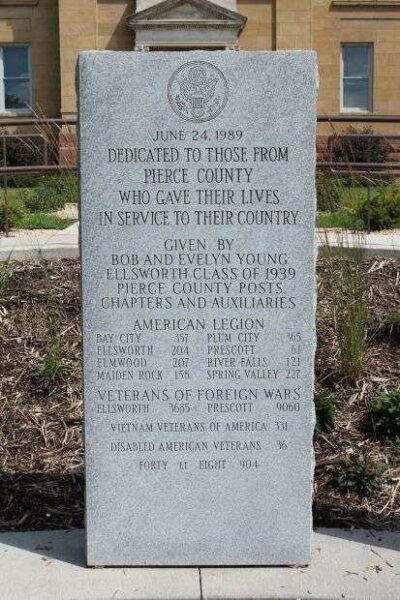 JUNE 24, 1989
DEDICATED TO THOSE FROM
PIERCE COUNTY
WHO GAVE THEIR LIVES
IN SERVICE TO THEIR COUNTRY
GIVEN BY
BOB AND EVELYN YOUNG
ELLSWORTH CLASS OF 1939
PIERCE COUNTY POSTS,
CHAPTERS AND AUXILIARIES
AMERICAN LEGION
BAY CITY 357 PLUM CITY 365
ELLSWORTH 204 PRESCOTT 61
ELMWOOD 207 RIVER FALLS 121
MAIDEN ROCK 158 SPRING VALLEY 227
VETERANS OF FOREIGN WARS
ELLSWORTH 3685 PRESCOTT 9060
VIETNAM VETERANS OF AMERICA 331
DISABLED AMERICAN VETERANS 36
FORTY ET EIGHT 904